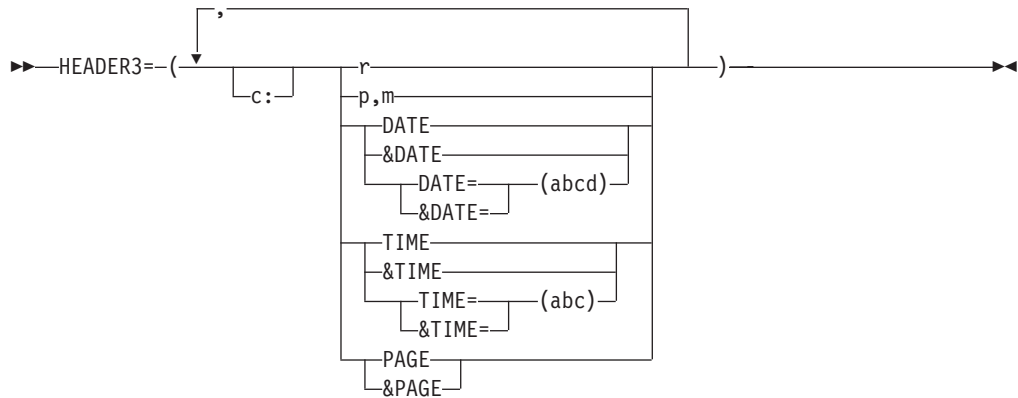 ,
HEADER3= ( r )
c: p,m
DATE
&DATE
DATE= (abcd)
&DATE=
TIME
&TIME
TIME= (abc)
&TIME=
PAGE
&PAGE